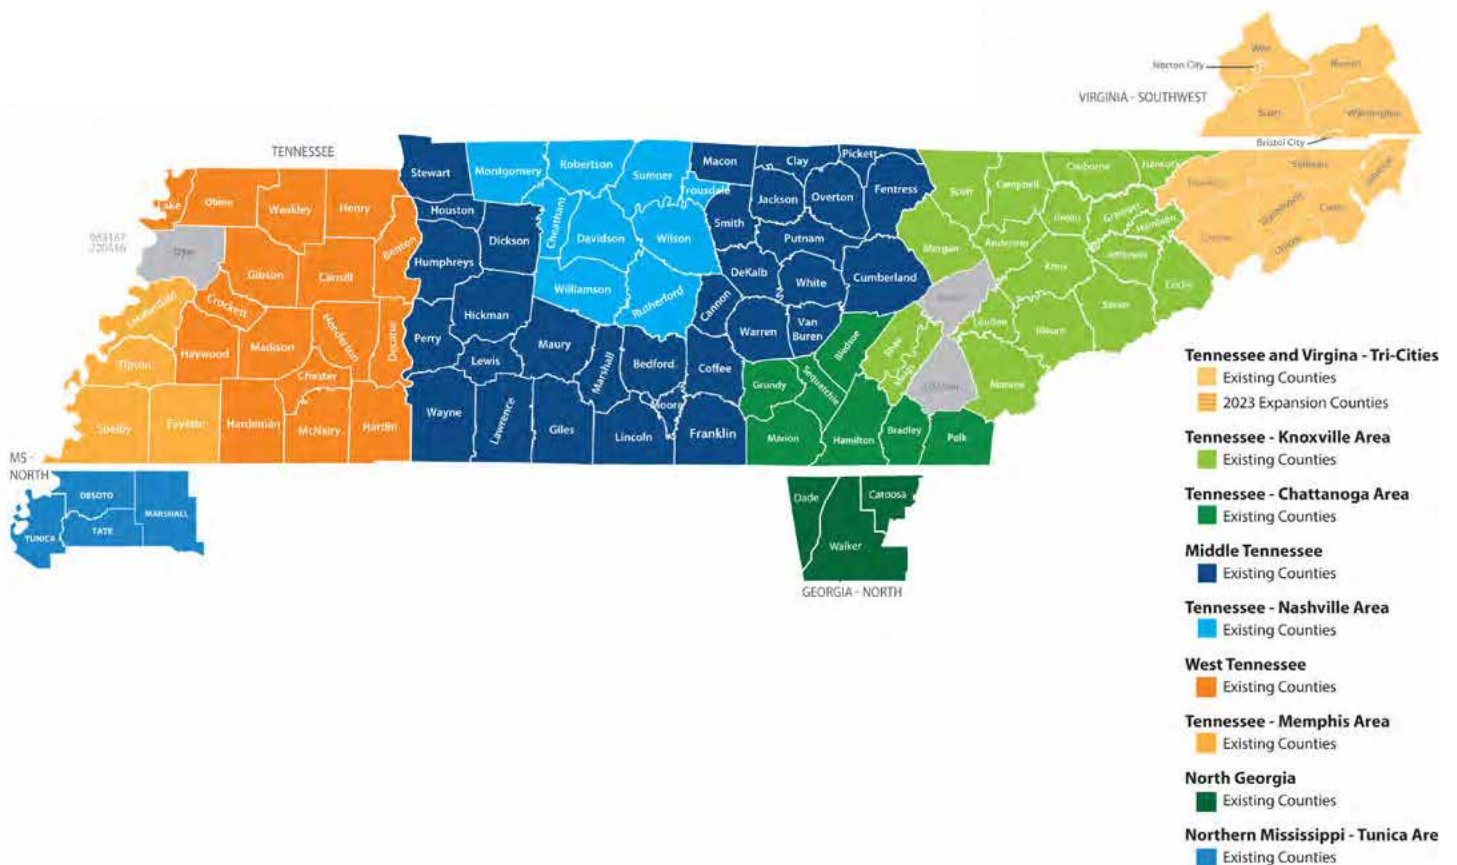 Wise
Norton City
Russell
VIRGINIA - SOUTHWEST
Scott
Washington
Bristol City
TENNESSEE
Stewart
Montgomery
Robertson
Sumner
Macon
Clay
Pickett
Trousdale
Fentress
Scott
Campbell
Claiborne
Hancock
Hawkins
Sullivan
Johnson
Lake
Obion
Weakley
Henry
Houston
Dickson
Cheatham
Davidson
Wilson
Smith
Jackson
Overton
Putnam
Morgan
Anderson
Union
Grainger
Hamblen
Greene
Washington
Carter
Unicoi
Dyer
Gibson
Carroll
Benton
Humphreys
Williamson
Rutherford
Cannon
DeKalb
White
Cumberland
Knox
Jefferson
Cocke
Sevier
Lauderdale
Crockett
Hickman
Perry
Warren
Van
Buren
Bledsoe
Rhea
Loudon
Blount
Tipton
Haywood
Madison
Henderson
Decatur
Chester
Lewis
Maury
Marshall
Bedford
Coffee
Grundy
Sequatchie
Meigs
Monroe
Shelby
Fayette
Hardeman
McNairy
Hardin
Wayne
Lawrence
Giles
Lincoln
Moore
Franklin
Marion
Hamilton
Bradley
Polk
MS -
NORTH
DESOTO
MARSHALL
TUNICA
TATE
Dade
Catoosa
Walker
GEORGIA - NORTH
Tennessee and Virgina - Tri-Cities
Existing Counties
2023 Expansion Counties
Tennessee - Knoxville Area
Existing Counties
Tennessee - Chattanoga Area
Existing Counties
Middle Tennessee
Existing Counties
Tennessee - Nashville Area
Existing Counties
West Tennessee
Existing Counties
Tennessee - Memphis Area
Existing Counties
North Georgia
Existing Counties
Northern Mississippi - Tunica Are
Existing Counties